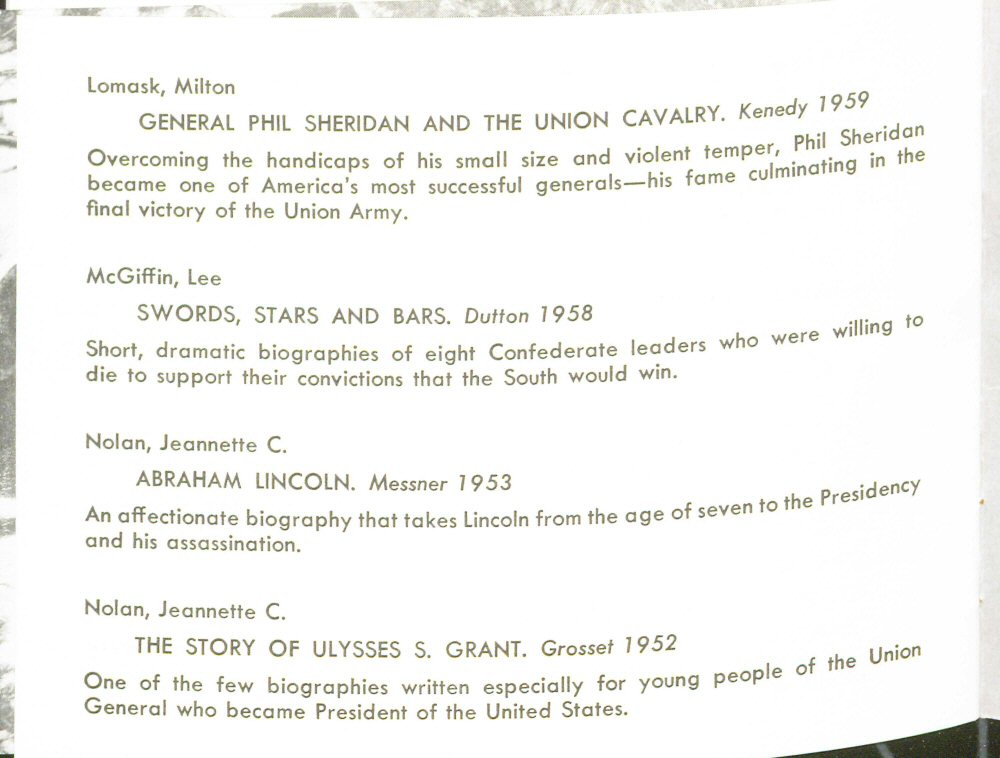 Lomask, Milton
GENERAL PHIL SHERIDAN AND THE UNION CAVALRY. Kenedy 1959
Overcoming the handicaps of his small size and violent temper, Phil Sheridan
became one of America's most successful generals—his fame culminating in the
final victory of the Union Army.
McGiffin, Lee
SWORDS, STARS AND BARS. Dutton 1958
Short, dramatic biographies of eight Confederate leaders who were willing to
die to support their convictions that the South would win.
Nolan, Jeannette C.
ABRAHAM LINCOLN. Messner 1953
An affectionate biography that takes Lincoln from the age of seven to the Presidency
and his assassination.
Nolan, Jeannette C.
THE STORY OF ULYSSES S. GRANT. Grosset 1952
One of the few biographies written especially for young people of the Union
General who became President of the United States.